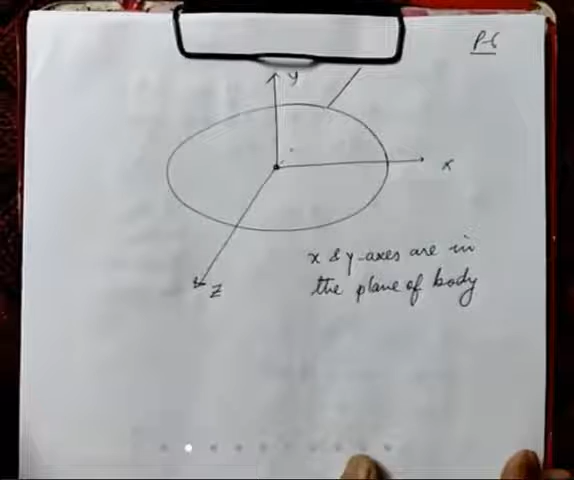 P-6
y
x
x & y-axes are in
the plane of body
z